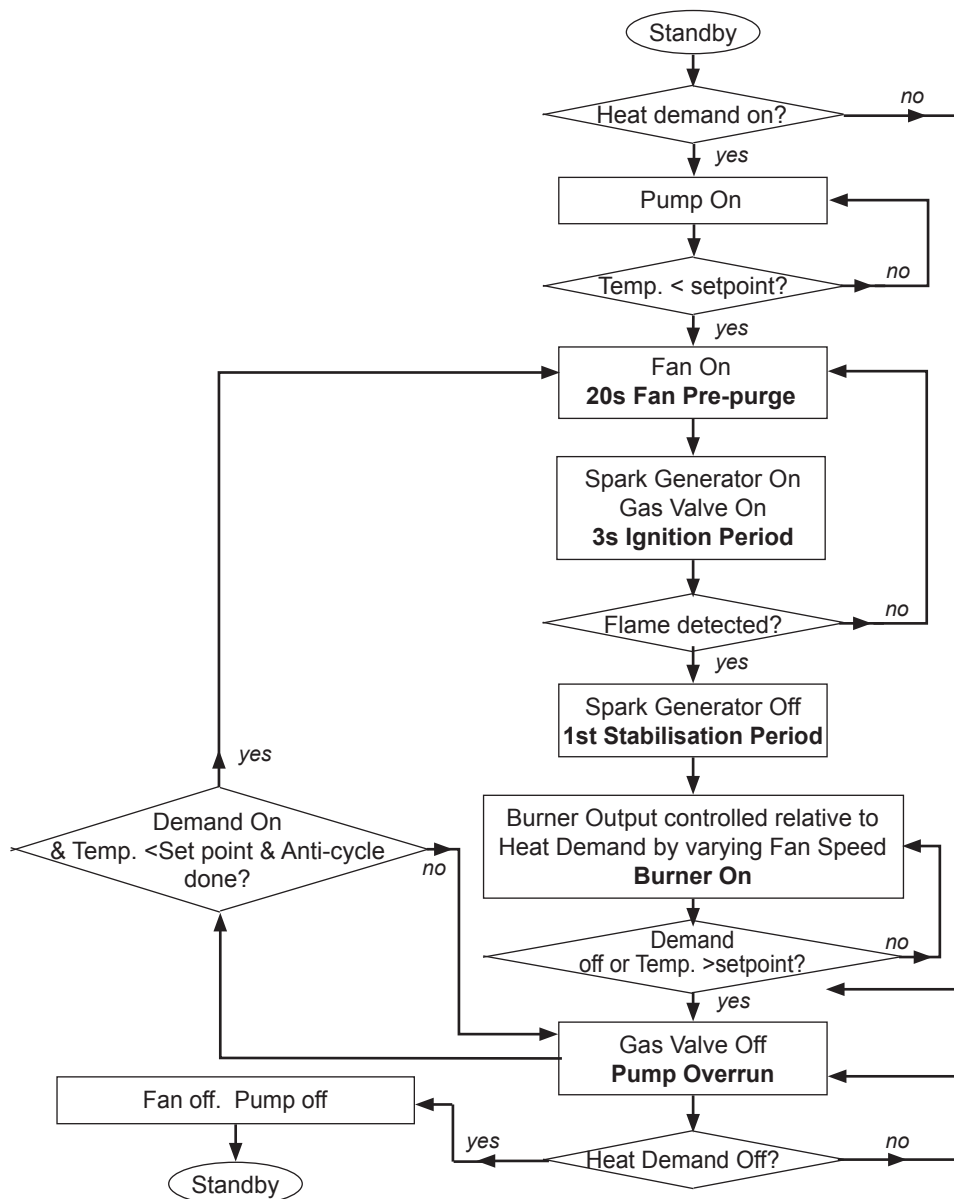 Standby
Heat demand on?
no
yes
Pump On
Temp. < setpoint?
no
yes
Fan On
20s Fan Pre-purge
Spark Generator On
Gas Valve On
3s Ignition Period
Flame detected?
no
yes
Spark Generator Off
1st Stabilisation Period
yes
Demand On
& Temp. <Set point & Anti-cycle
done?
no
Burner Output controlled relative to
Heat Demand by varying Fan Speed
Burner On
Demand
off or Temp. >setpoint?
no
yes
Gas Valve Off
Pump Overrun
Fan off.  Pump off
yes
Heat Demand Off?
no
Standby